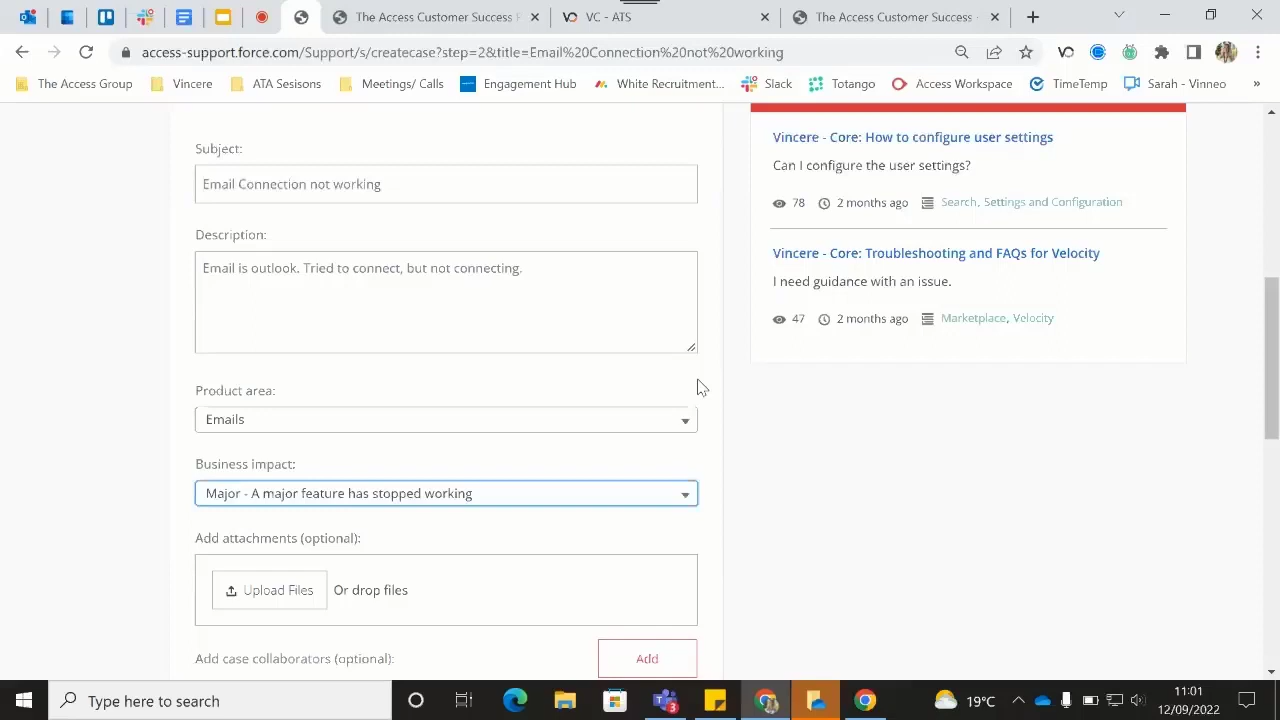 The Access Customer Success
VC - ATS
The Access Customer Success
access-support.force.com/Support/s/createcase?step=2&title=Email%20Connection%20not%20working
The Access Group
Vincere
ATA Sesisons
Meetings/ Calls
Engagement Hub
White Recruitment...
Slack
Totango
Access Workspace
TimeTemp
Sarah - Vinneo
»
Subject:
Email Connection not working
Description:
Email is outlook. Tried to connect, but not connecting.
Product area:
Emails
Business impact:
Major - A major feature has stopped working
Add attachments (optional):
Upload Files
Or drop files
Add case collaborators (optional):
Add
Vincere - Core: How to configure user settings
Can I configure the user settings?
78 2 months ago Search, Settings and Configuration
Vincere - Core: Troubleshooting and FAQs for Velocity
I need guidance with an issue.
47 2 months ago Marketplace, Velocity
Type here to search
3
19°C
11:01
12/09/2022